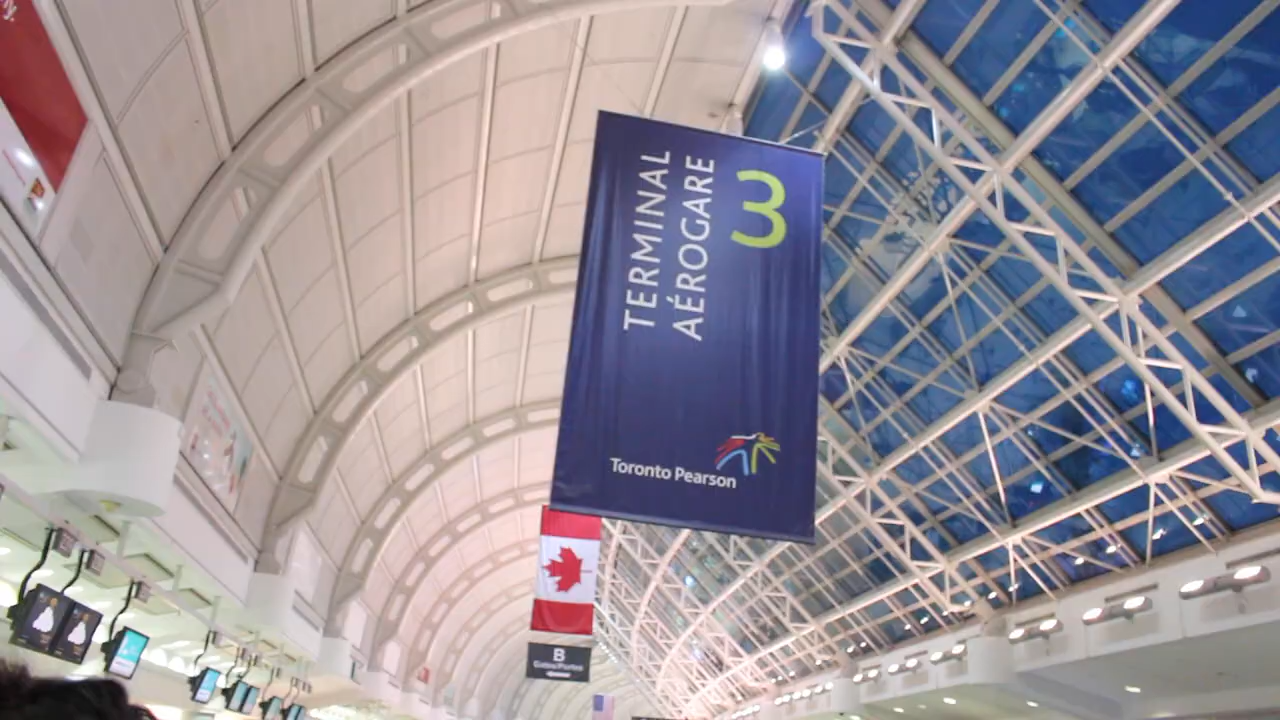 TERMINAL
AÉROGARE
3
Toronto Pearson
B
Gates/Portes